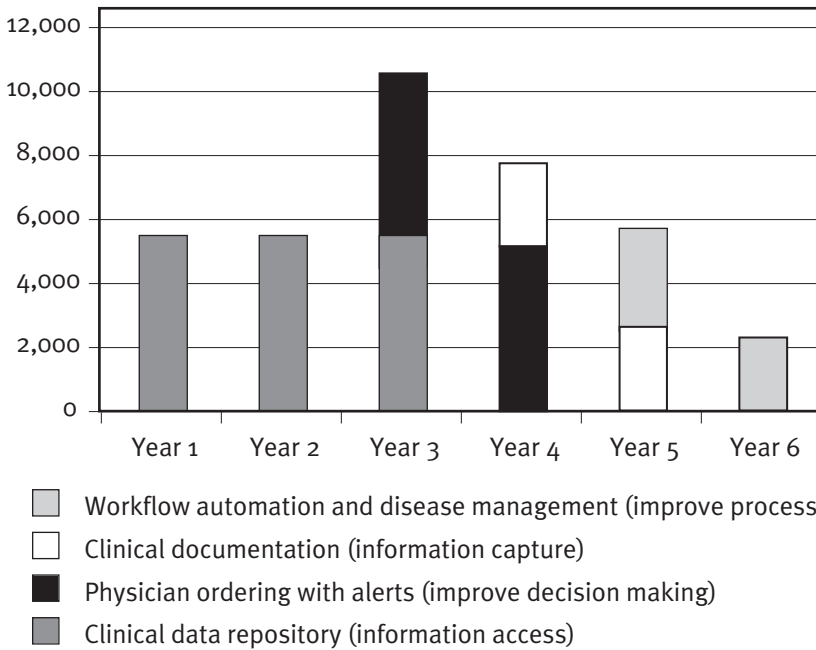 12,000
10,000
8,000
6,000
4,000
2,000
0
Year 1 Year 2 Year 3 Year 4 Year 5 Year 6
Workflow automation and disease management (improve process
Clinical documentation (information capture)
Physician ordering with alerts (improve decision making)
Clinical data repository (information access)